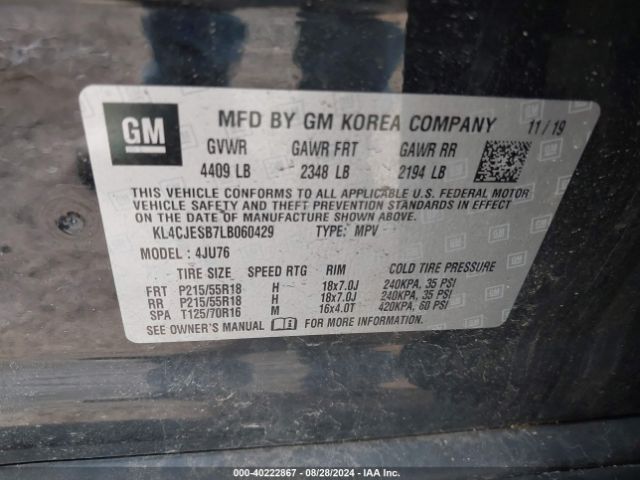 GM
MFD BY GM KOREA COMPANY 11/19
GVWR GAWR FRT GAWR RR
4409 LB 2348 LB 2194 LB
THIS VEHICLE CONFORMS TO ALL APPLICABLE U.S. FEDERAL MOTOR
VEHICLE SAFETY AND THEFT PREVENTION STANDARDS IN EFFECT
ON THE DATE OF MANUFACTURE SHOWN ABOVE.
KL4CJESB7LB060429 TYPE: MPV
MODEL: 4JU76
TIRE SIZE SPEED RTG RIM COLD TIRE PRESSURE
FRT P215/55R18 H 18x7.0J 240KPA, 35 PSI
RR P215/55R18 H 18x7.0J 240KPA, 35 PSI
SPA T125/70R16 M 16x4.0T 420KPA, 60 PSI
SEE OWNER'S MANUAL FOR MORE INFORMATION.
000-40222867 - 08/28/2024 - IAA Inc.